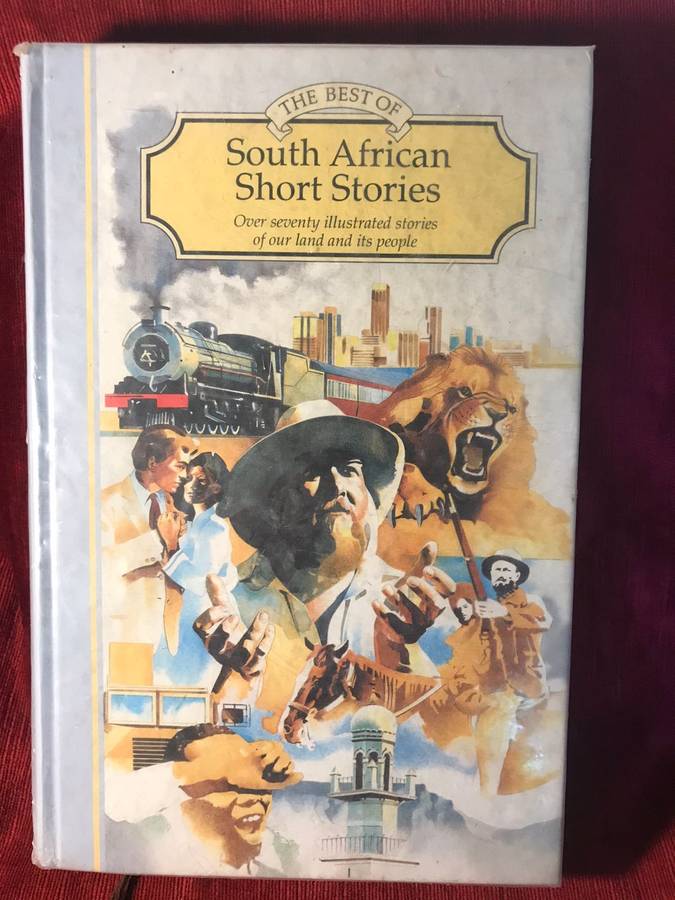 THE BEST OF
South African
Short Stories
Over seventy illustrated stories
of our land and its people